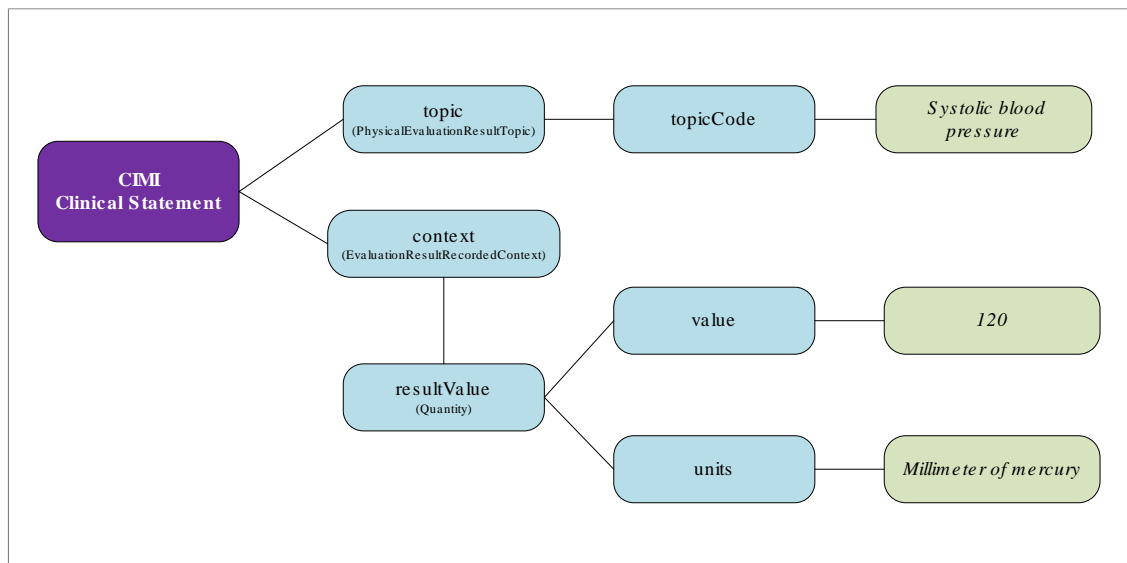 topic
(PhysicalEvaluationResultTopic)
topicCode
Systolic blood
pressure
CIMI
Clinical Statement
context
(EvaluationResultRecordedContext)
value
120
resultValue
(Quantity)
units
Millimeter of mercury